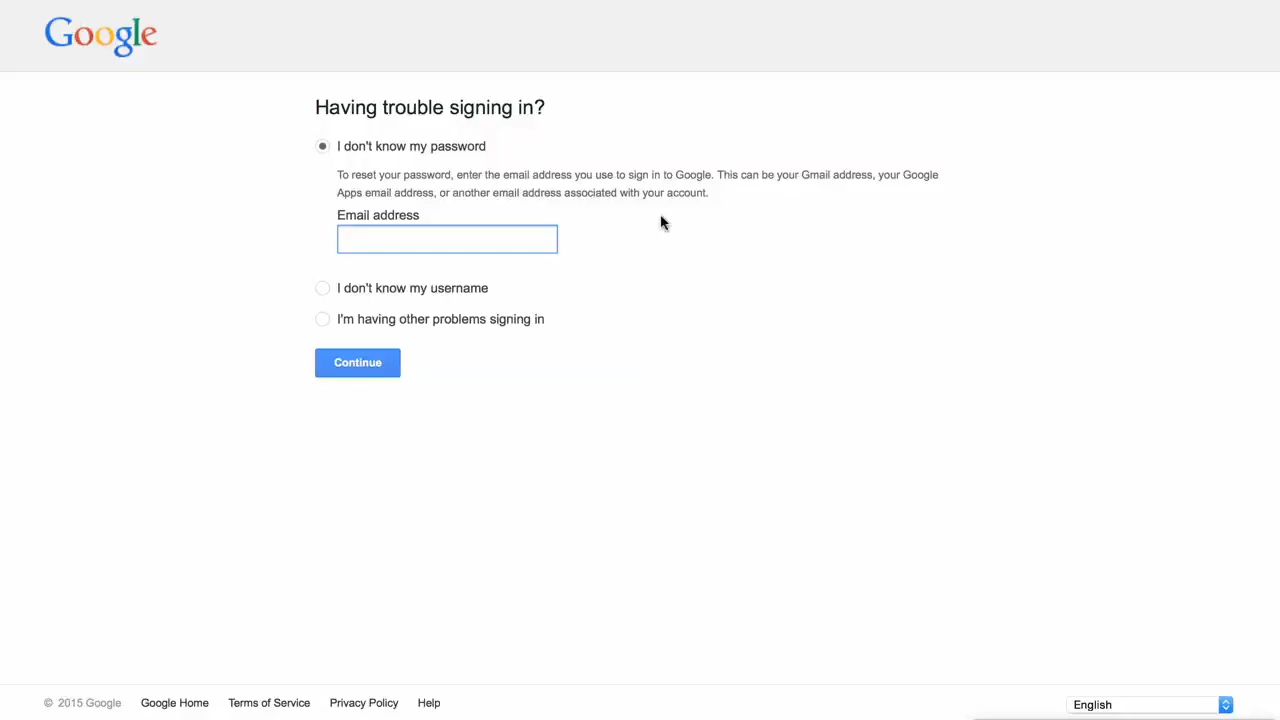 Google
Having trouble signing in?
I don't know my password
To reset your password, enter the email address you use to sign in to Google. This can be your Gmail address, your Google
Apps email address, or another email address associated with your account.
Email address
I don't know my username
I'm having other problems signing in
Continue
© 2015 Google Google Home Terms of Service Privacy Policy Help English